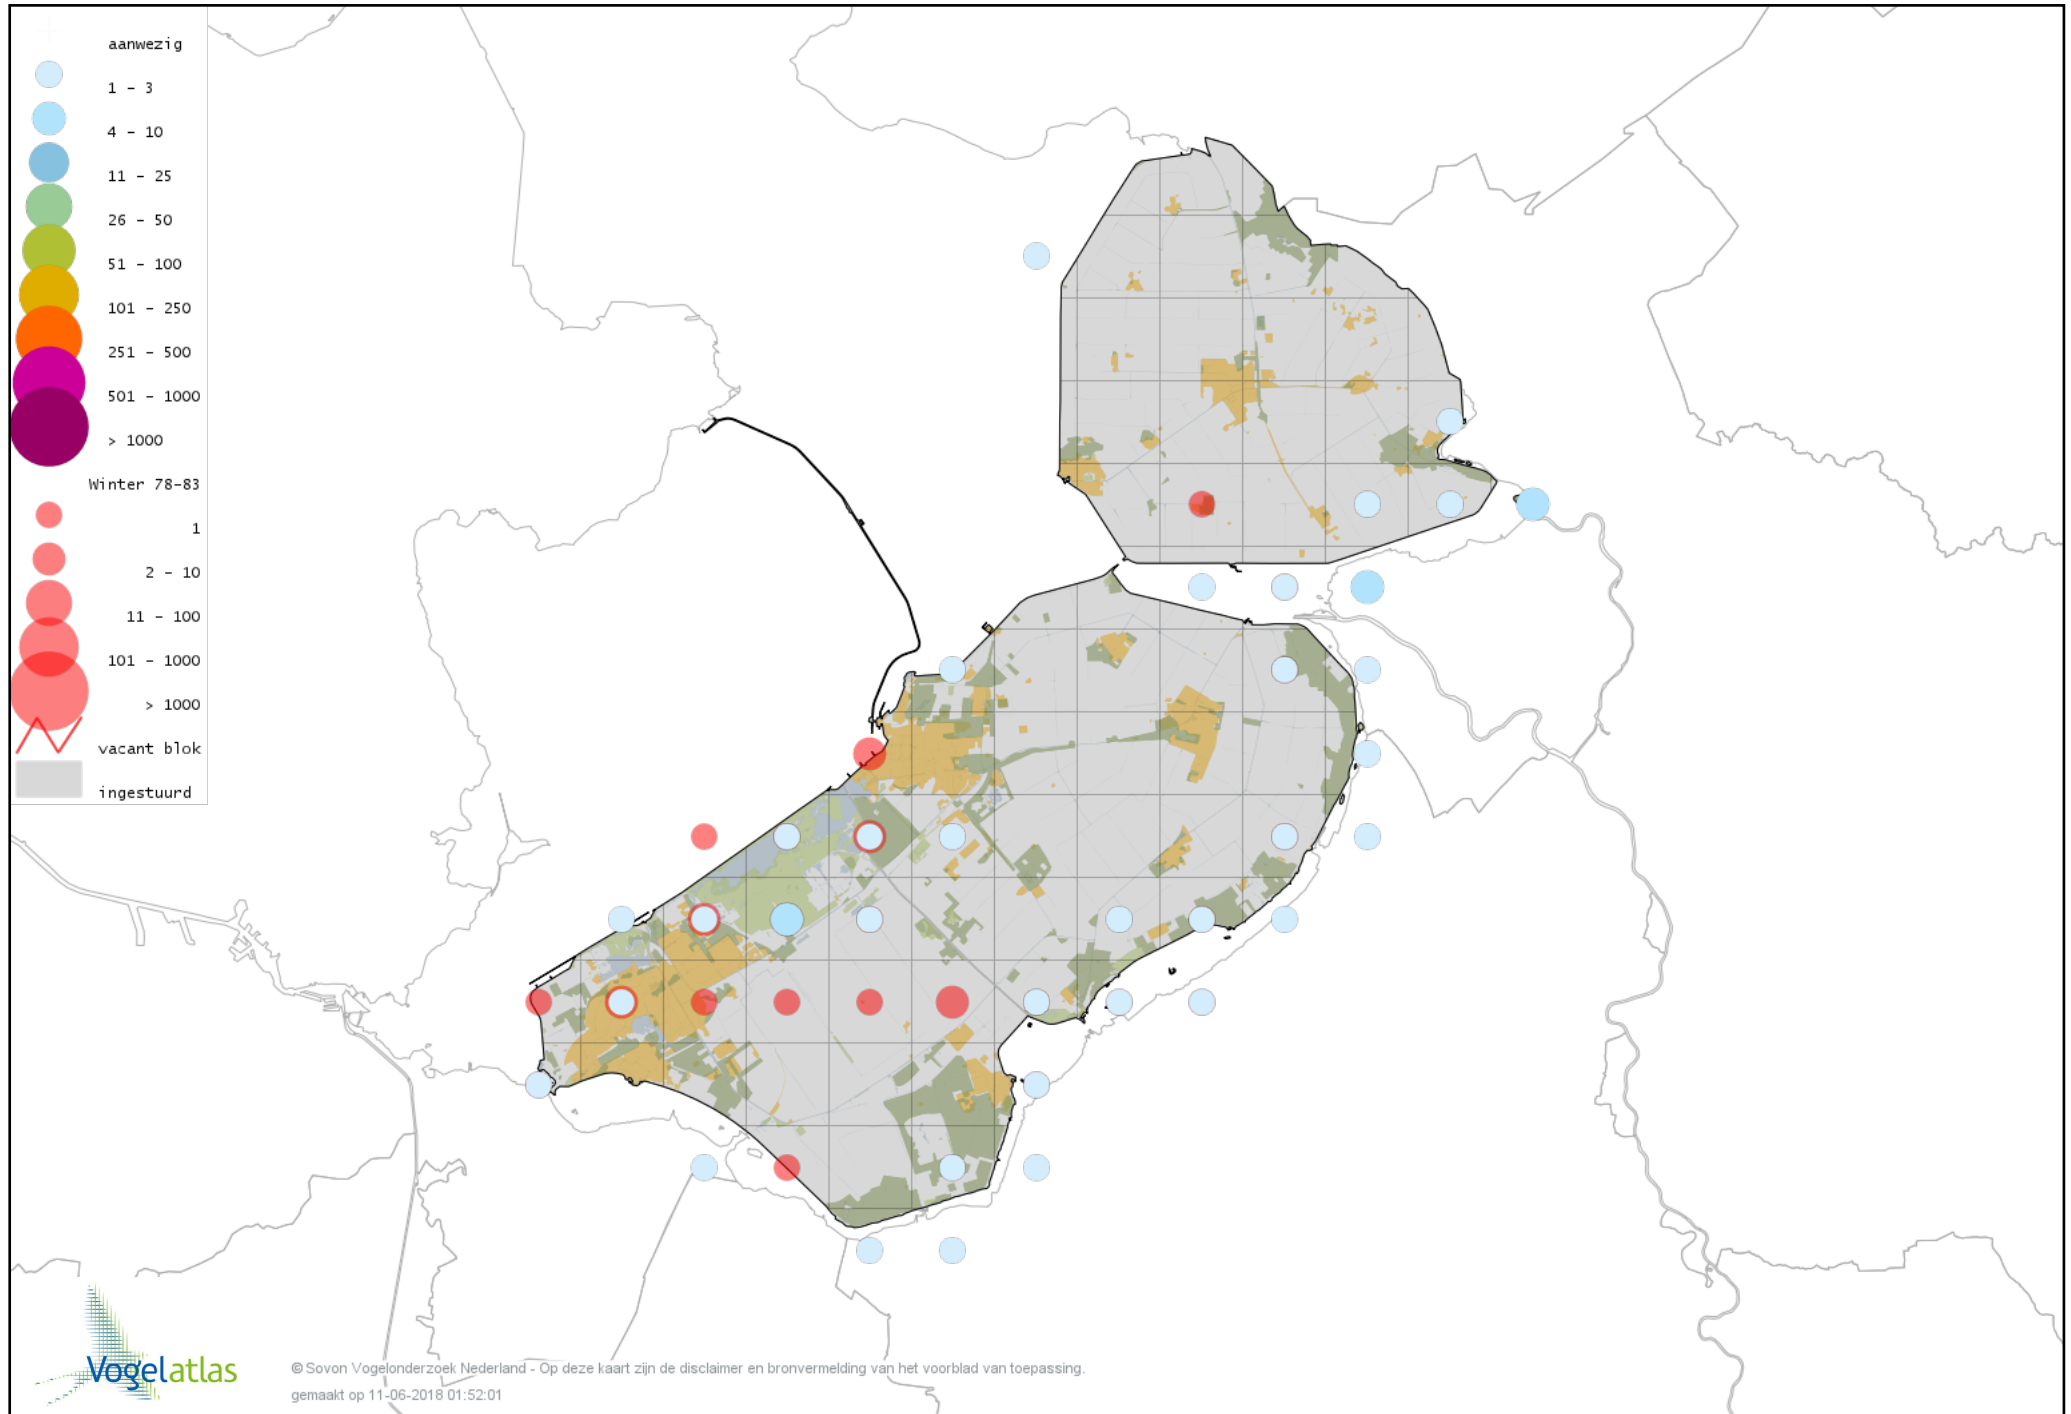 aanwezig
1 - 3
4 - 10
11 - 25
26 - 50
51 - 100
101 - 250
251 - 500
501 - 1000
> 1000
Winter 78-83
1
2 - 10
11 - 100
101 - 1000
> 1000
vacant blok
ingestuurd
Vogelatlas
© Sovon Vogelonderzoek Nederland - Op deze kaart zijn de disclaimer en bronvermelding van het voorblad van toepassing.
gemaakt op 11-06-2018 01:52:01